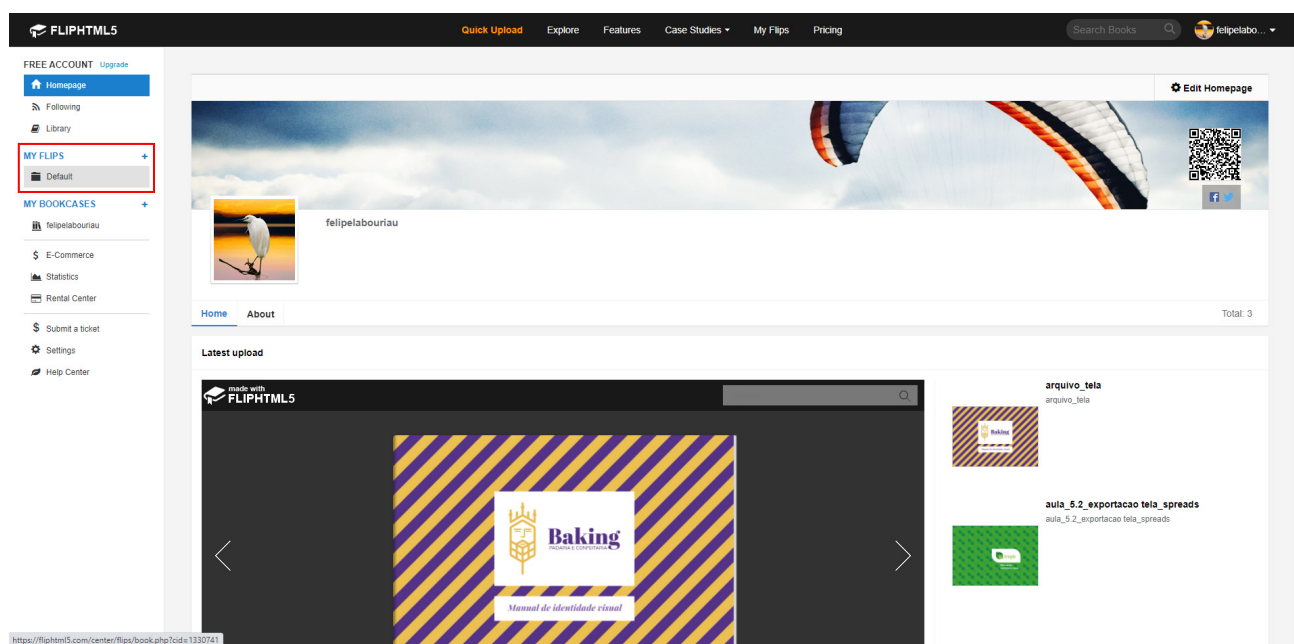 FLIPHTML5
Quick Upload
Explore
Features
Case Studies
My Flips
Pricing
Search Books
felipelabo...
FREE ACCOUNT Upgrade
Homepage
Following
Library
MY FLIPS +
Default
MY BOOKCASES +
felipelabouriau
$ E-Commerce
Statistics
Rental Center
$ Submit a ticket
Settings
Help Center
Edit Homepage
felipelabouriau
Home About
Total: 3
Latest upload
made with
FLIPHTML5
Baking
PADARIA E CONFEITARIA
Manual de identidade visual
arquivo_tela
arquivo_tela
Baking
aula_5.2_exportacao tela_spreads
aula_5.2_exportacao tela_spreads
https://fliphtml5.com/center/flips/book.php?cid=1330741